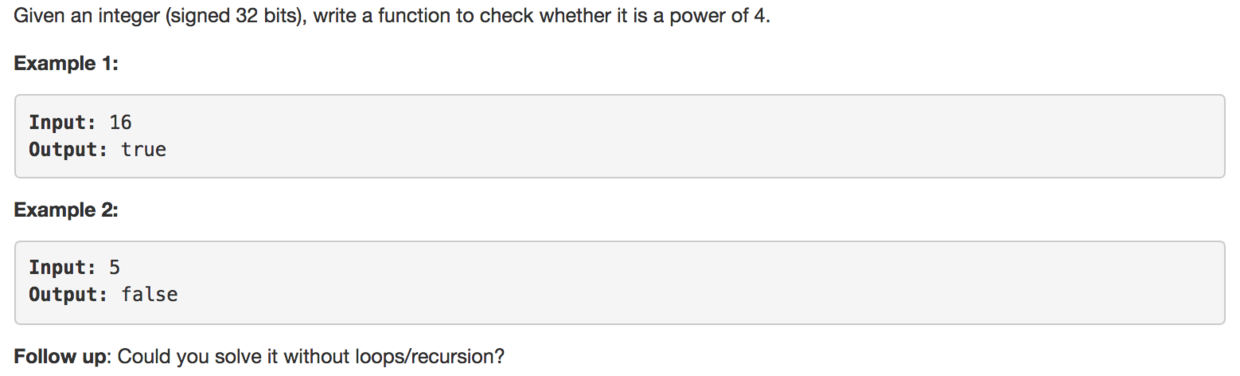 Given an integer (signed 32 bits), write a function to check whether it is a power of 4.
Example 1:
Input: 16
Output: true
Example 2:
Input: 5
Output: false
Follow up: Could you solve it without loops/recursion?